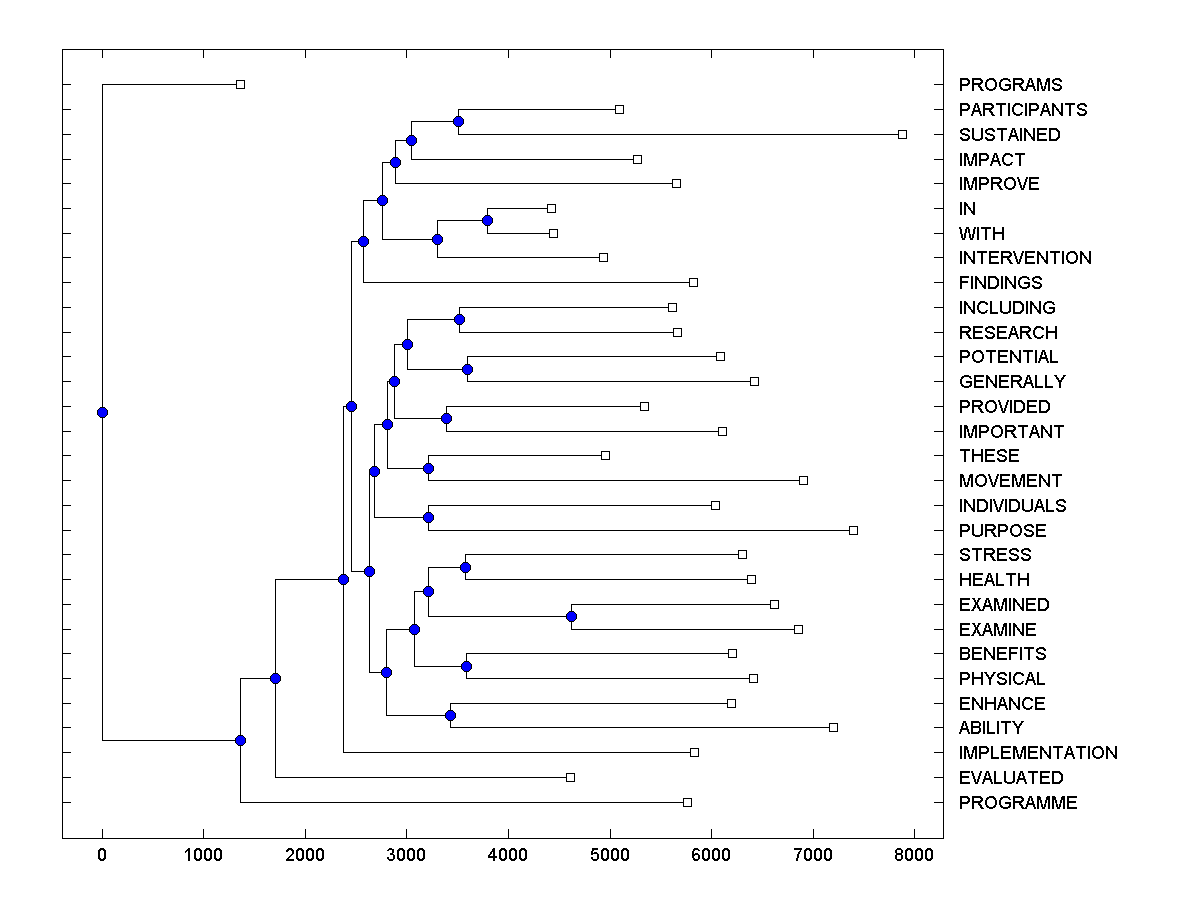 PROGRAMS
PARTICIPANTS
SUSTAINED
IMPACT
IMPROVE
IN
WITH
INTERVENTION
FINDINGS
INCLUDING
RESEARCH
POTENTIAL
GENERALLY
PROVIDED
IMPORTANT
THESE
MOVEMENT
INDIVIDUALS
PURPOSE
STRESS
HEALTH
EXAMINED
EXAMINE
BENEFITS
PHYSICAL
ENHANCE
ABILITY
IMPLEMENTATION
EVALUATED
PROGRAMME
0 1000 2000 3000 4000 5000 6000 7000 8000